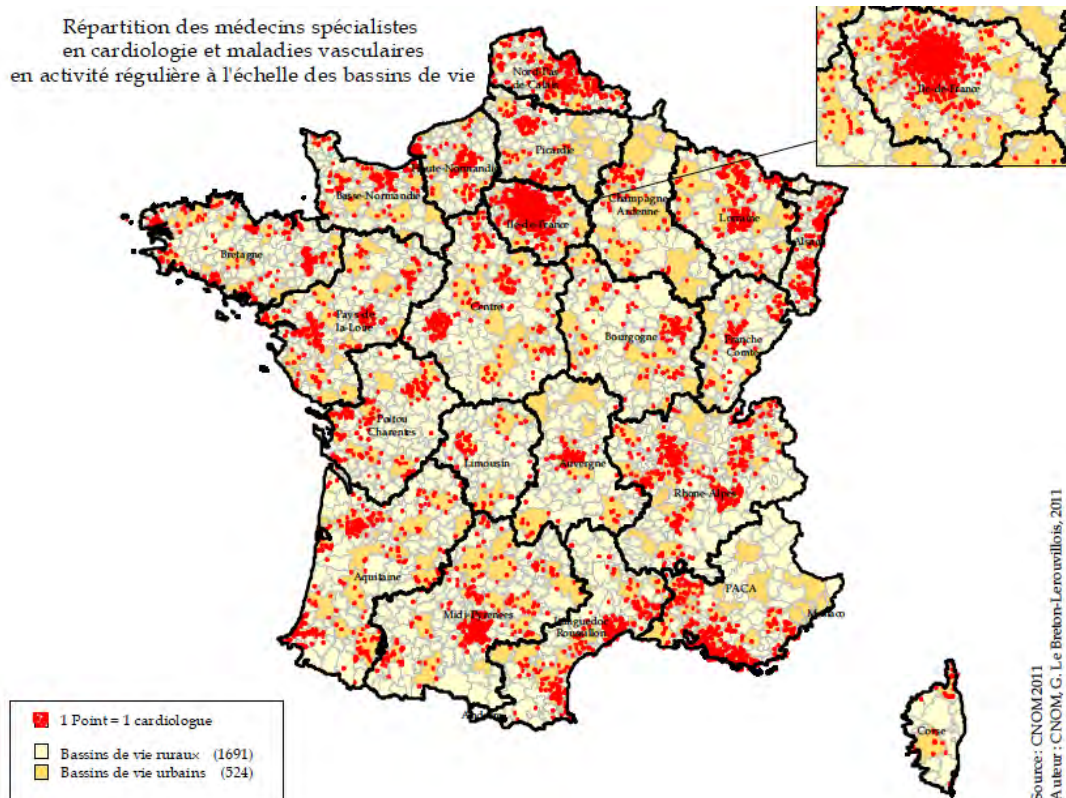 Répartition des médecins spécialistes
en cardiologie et maladies vasculaires
en activité régulière à l'échelle des bassins de vie
Ile-de-France
Nord-Pas
de Calais
Picardie
Haute-Normandie
Basse-Normandie
Champagne
Ardenne
Lorraine
Alsace
Ile-de-France
Bretagne
Pays de
la-Loire
Centre
Bourgogne
Franche
Comté
Poitou
Charentes
Limousin
Auvergne
Rhone-Alpes
Aquitaine
Midi-Pyrenees
Languedoc
Roussillon
PACA
Monaco
Corse
1 Point = 1 cardiologue
Bassins de vie ruraux (1691)
Bassins de vie urbains (524)
Source : CNOM 2011
Auteur : CNOM, G. Le Breton-Lerouvillois, 2011